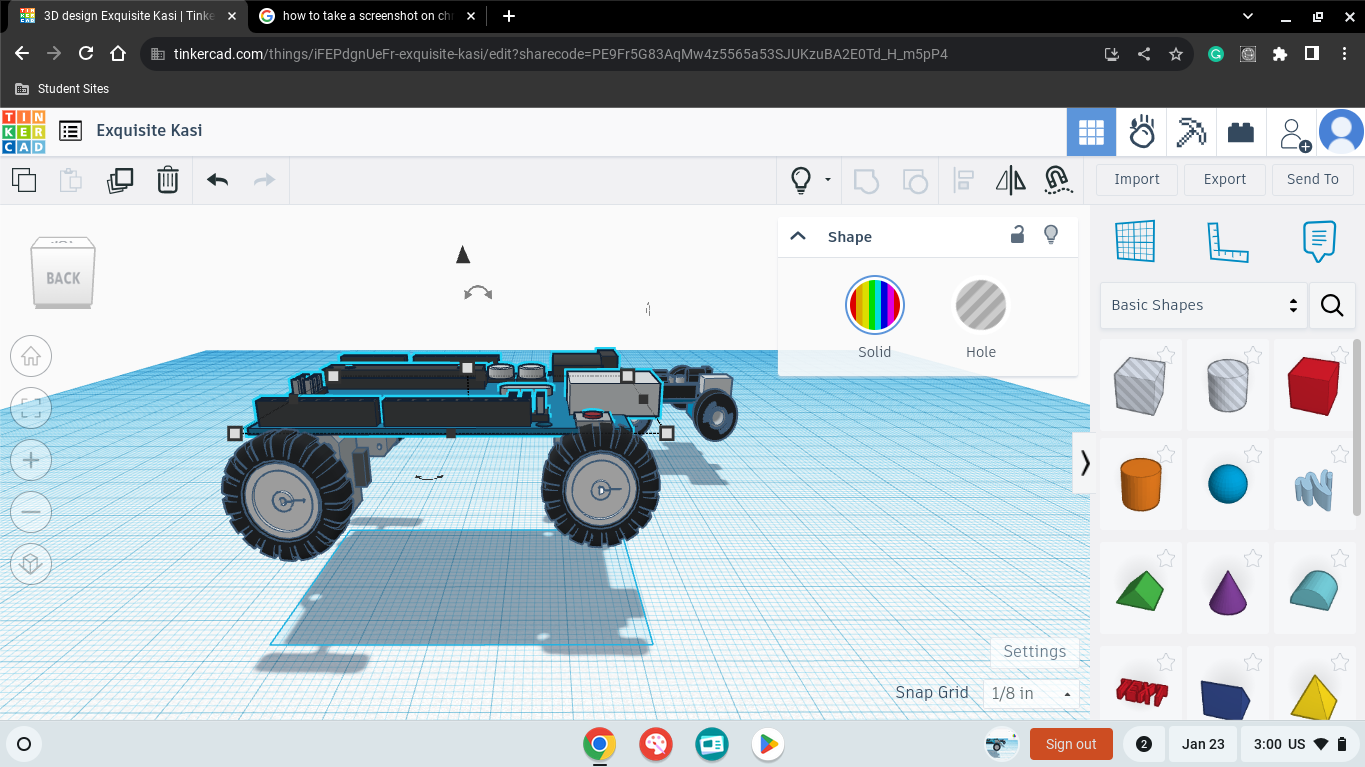 3D design Exquisite Kasi | Tinke
how to take a screenshot on ch
tinkercad.com/things/iFEPdgnUeFr-exquisite-kasi/edit?sharecode=PE9Fr5G83AqMw4z5565a53SJUKzuBA2E0Td_H_m5pP4
Student Sites
TIN
KER
CAD
Exquisite Kasi
Import
Export
Send To
BACK
Shape
Solid
Hole
Basic Shapes
TEXT
Settings
Snap Grid
1/8 in
Sign out
2
Jan 23
3:00 US